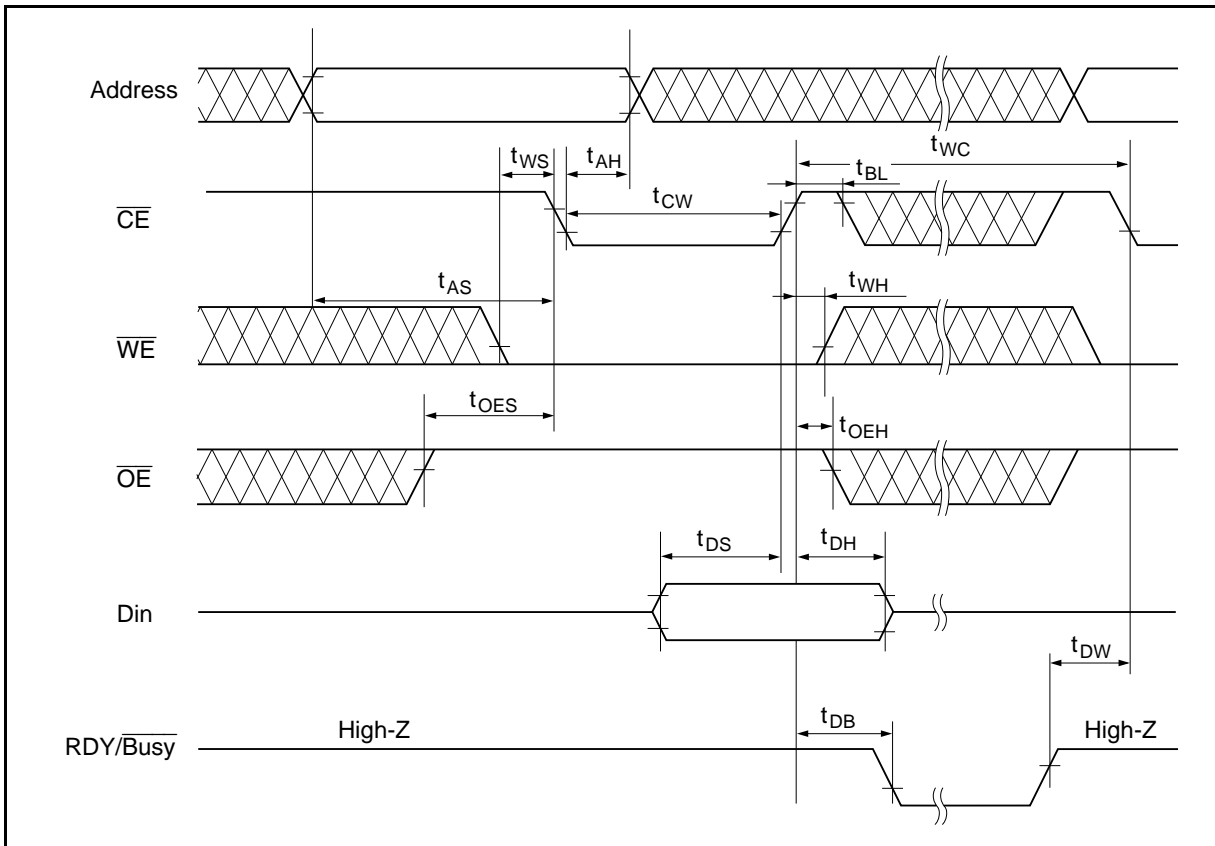 Address
tWC
tWS
tAH
tBL
tCW
CE
tWH
tAS
WE
tOES
tOEH
OE
tDS
tDH
Din
tDW
tDB
High-Z
High-Z
RDY/Busy